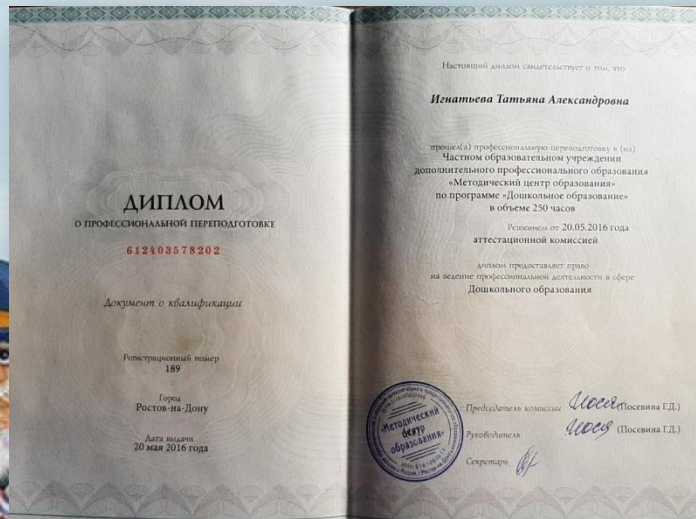 ДИПЛОМ
О ПРОФЕССИОНАЛЬНОЙ ПЕРЕПОДГОТОВКЕ
612403578202
Документ о квалификации
Регистрационный номер
189
Город
Ростов-на-Дону
Дата выдачи
20 мая 2016 года
Настоящий диплом свидетельствует о том, что
Игнатьева Татьяна Александровна
прошел(а) профессиональную переподготовку в (на)
Частном образовательном учреждении
дополнительного профессионального образования
«Методический центр образования»
по программе «Дошкольное образование»
в объеме 250 часов
Решением от 20.05.2016 года
аттестационной комиссией
диплом предоставляет право
на ведение профессиональной деятельности в сфере
Дошкольного образования
Председатель комиссии (Посевина Г.Д.)
Руководитель (Посевина Г.Д.)
Секретарь
«Методический
центр
образования»